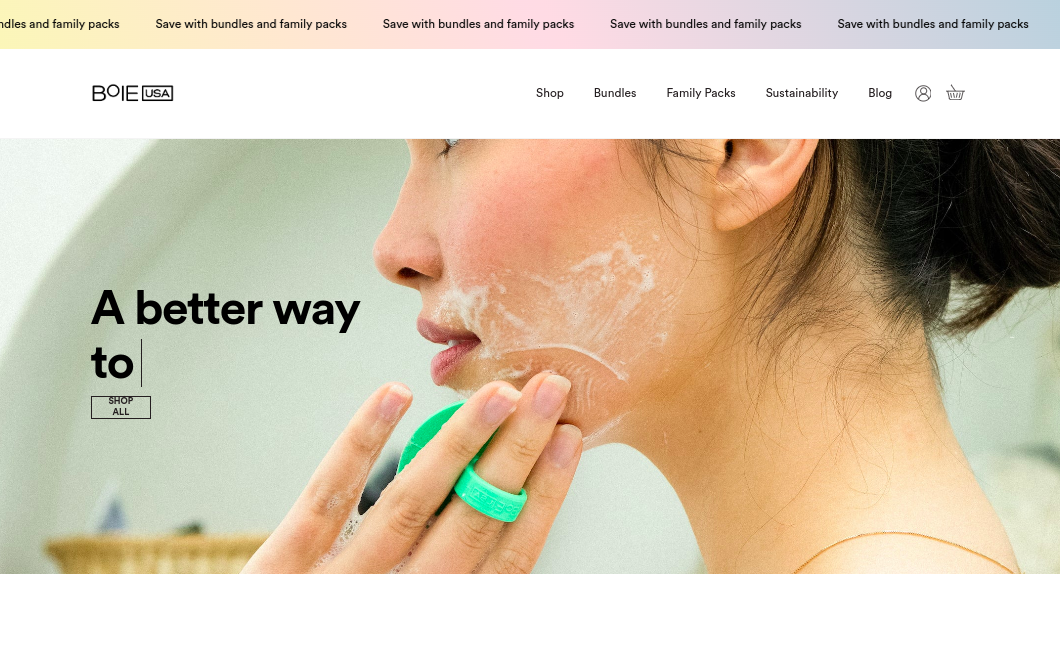 ndles and family packs Save with bundles and family packs Save with bundles and family packs Save with bundles and family packs Save with bundles and family packs
BOIE USA Shop Bundles Family Packs Sustainability Blog
A better way
to
SHOP
ALL